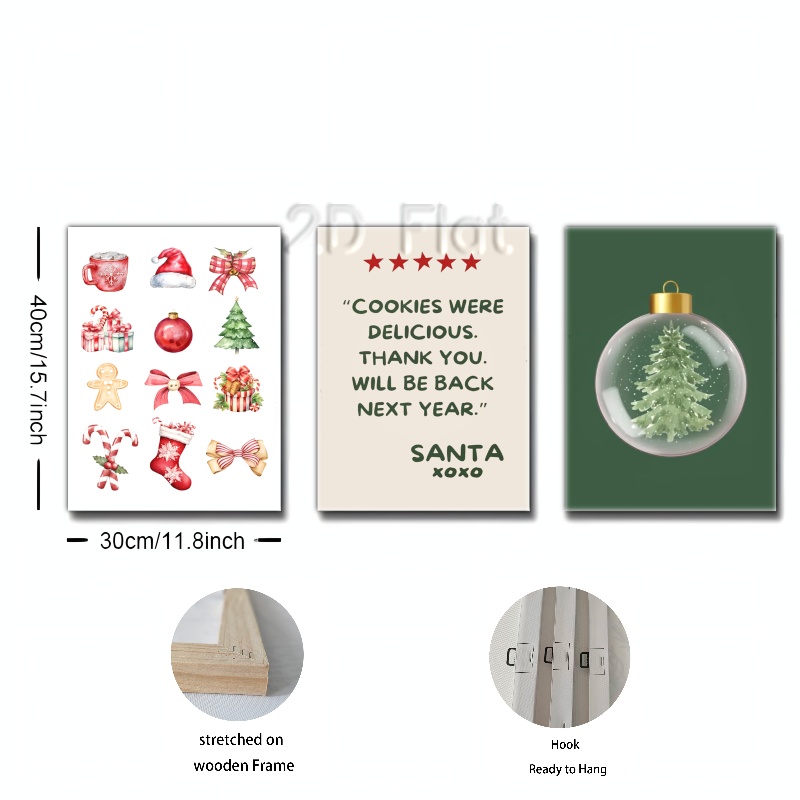 2D Flat
★★★★★
“COOKIES WERE
DELICIOUS.
THANK YOU.
WILL BE BACK
NEXT YEAR.”
SANTA
XOXO
40cm/15.7inch
30cm/11.8inch
stretched on
wooden Frame
Hook
Ready to Hang